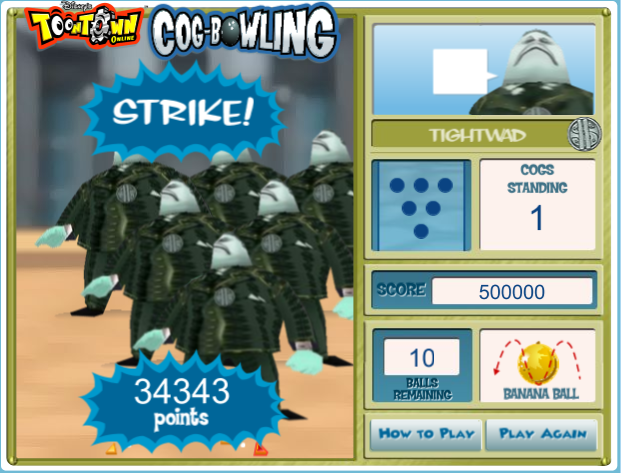 Disney's
TOONTOWN
ONLINE
COG-BOWLING
STRIKE!
TIGHTWAD
COGS
STANDING
1
SCORE 500000
34343
points
10
BALLS
REMAINING
BANANA BALL
HOW TO PLAY PLAY AGAIN